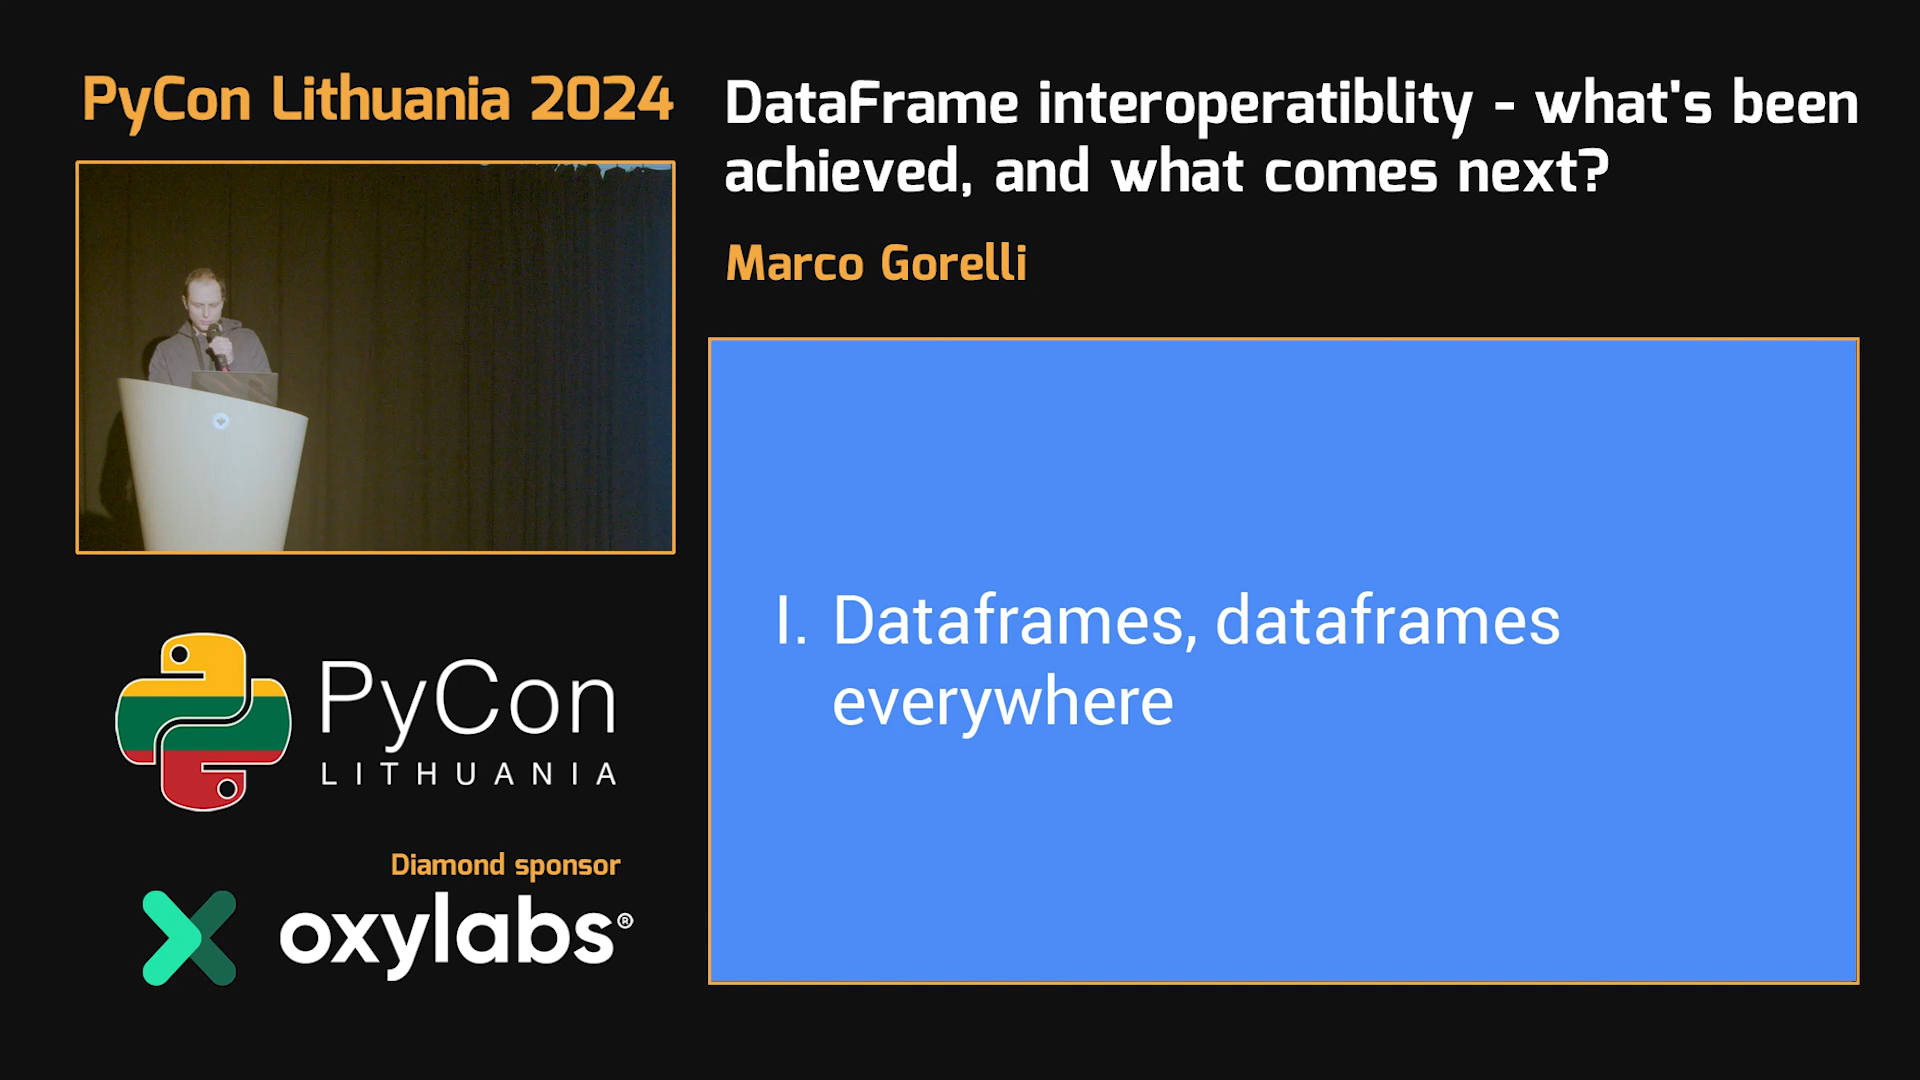 PyCon Lithuania 2024
DataFrame interoperatiblity - what's been
achieved, and what comes next?
Marco Gorelli
I. Dataframes, dataframes
everywhere
PyCon
LITHUANIA
Diamond sponsor
oxylabs®